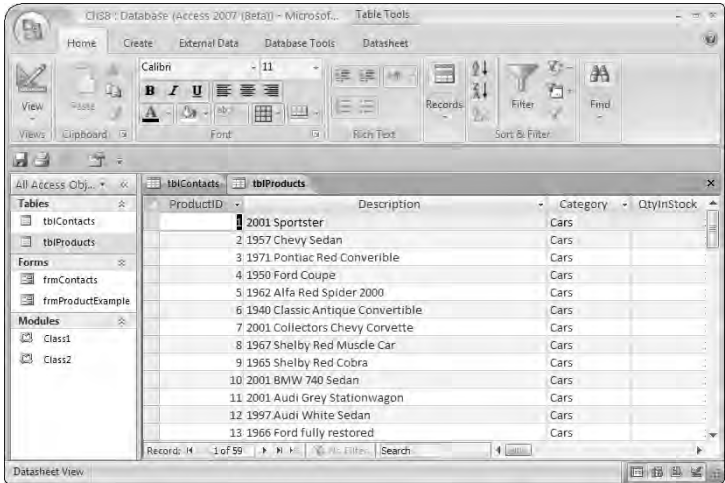 CH58 : Database (Access 2007 (Beta)) - Microsof... Table Tools
Home Create External Data Database Tools Datasheet
View
Paste
Calibri 11
B I U
A ab
Records
Filter
Find
Views Clipboard Font Rich Text Sort & Filter
All Access Obj...
Tables
tblContacts
tblProducts
Forms
frmContacts
frmProductExample
Modules
Class1
Class2
tblContacts tblProducts
ProductID Description Category QtyInStock
1 2001 Sportster Cars
2 1957 Chevy Sedan Cars
3 1971 Pontiac Red Converible Cars
4 1950 Ford Coupe Cars
5 1962 Alfa Red Spider 2000 Cars
6 1940 Classic Antique Convertible Cars
7 2001 Collectors Chevy Corvette Cars
8 1967 Shelby Red Muscle Car Cars
9 1965 Shelby Red Cobra Cars
10 2001 BMW 740 Sedan Cars
11 2001 Audi Grey Stationwagon Cars
12 1997 Audi White Sedan Cars
13 1966 Ford fully restored Cars
Record: 1 of 59 No Filter Search
Datasheet View